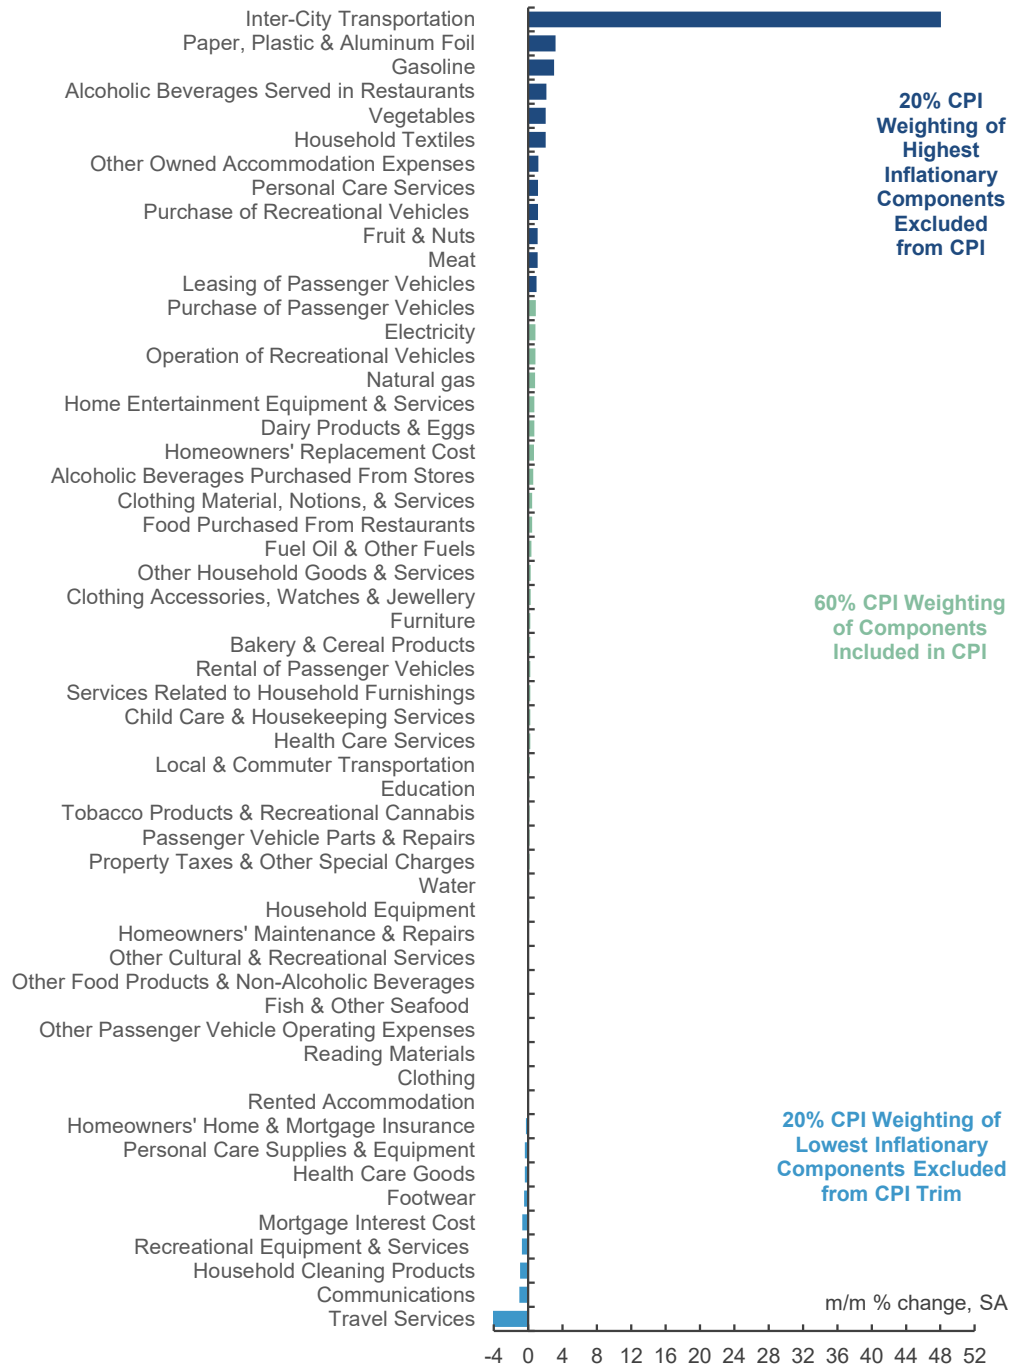 Inter-City Transportation
Paper, Plastic & Aluminum Foil
Gasoline
Alcoholic Beverages Served in Restaurants
Vegetables
Household Textiles
Other Owned Accommodation Expenses
Personal Care Services
Purchase of Recreational Vehicles
Fruit & Nuts
Meat
Leasing of Passenger Vehicles
Purchase of Passenger Vehicles
Electricity
Operation of Recreational Vehicles
Natural gas
Home Entertainment Equipment & Services
Dairy Products & Eggs
Homeowners' Replacement Cost
Alcoholic Beverages Purchased From Stores
Clothing Material, Notions, & Services
Food Purchased From Restaurants
Fuel Oil & Other Fuels
Other Household Goods & Services
Clothing Accessories, Watches & Jewellery
Furniture
Bakery & Cereal Products
Rental of Passenger Vehicles
Services Related to Household Furnishings
Child Care & Housekeeping Services
Health Care Services
Local & Commuter Transportation
Education
Tobacco Products & Recreational Cannabis
Passenger Vehicle Parts & Repairs
Property Taxes & Other Special Charges
Water
Household Equipment
Homeowners' Maintenance & Repairs
Other Cultural & Recreational Services
Other Food Products & Non-Alcoholic Beverages
Fish & Other Seafood
Other Passenger Vehicle Operating Expenses
Reading Materials
Clothing
Rented Accommodation
Homeowners' Home & Mortgage Insurance
Personal Care Supplies & Equipment
Health Care Goods
Footwear
Mortgage Interest Cost
Recreational Equipment & Services
Household Cleaning Products
Communications
Travel Services
20% CPI
Weighting of
Highest
Inflationary
Components
Excluded
from CPI
60% CPI Weighting
of Components
Included in CPI
20% CPI Weighting of
Lowest Inflationary
Components Excluded
from CPI Trim
m/m % change, SA
-4 0 4 8 12 16 20 24 28 32 36 40 44 48 52